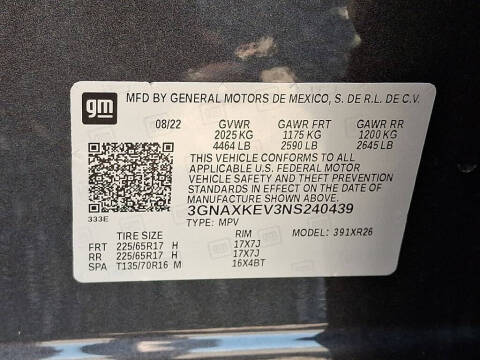 gm MFD BY GENERAL MOTORS DE MEXICO, S. DE R.L. DE C.V.
08/22 GVWR GAWR FRT GAWR RR
2025 KG 1175 KG 1200 KG
4464 LB 2590 LB 2645 LB
THIS VEHICLE CONFORMS TO ALL
APPLICABLE U.S. FEDERAL MOTOR
VEHICLE SAFETY AND THEFT PREVENTION
STANDARDS IN EFFECT ON THE DATE OF
MANUFACTURE SHOWN ABOVE.
333E 3GNAXKEV3NS240439
TYPE: MPV
TIRE SIZE RIM MODEL: 391XR26
FRT 225/65R17 H 17X7J
RR 225/65R17 H 17X7J
SPA T135/70R16 M 16X4BT